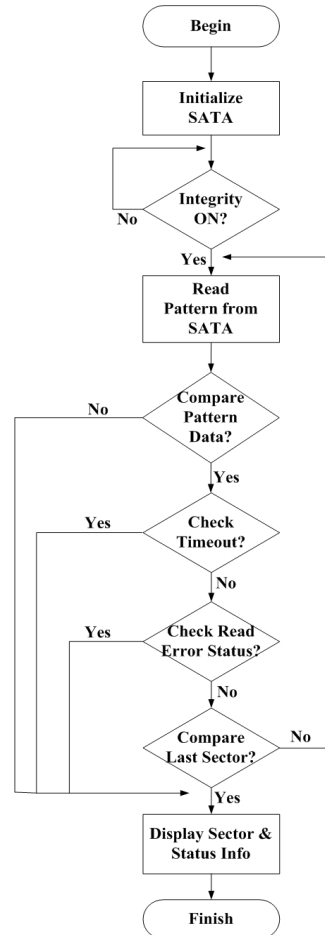 Begin
Initialize
SATA
Integrity
ON?
No
Yes
Read
Pattern from
SATA
Compare
Pattern
Data?
No
Yes
Check
Timeout?
Yes
No
Check Read
Error Status?
Yes
No
Compare
Last Sector?
No
Yes
Display Sector &
Status Info
Finish